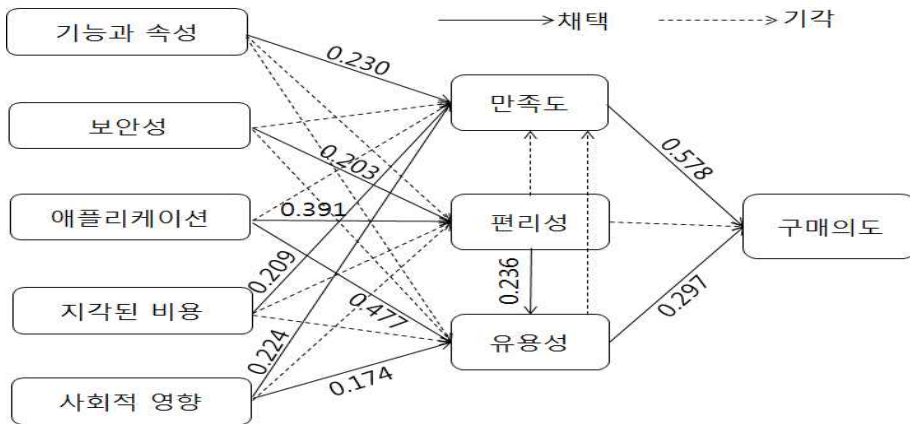 채택
기각
기능과 속성
보안성
애플리케이션
지각된 비용
사회적 영향
0.230
0.203
0.391
0.209
0.477
0.224
0.174
만족도
편리성
0.236
유용성
0.578
0.297
구매의도